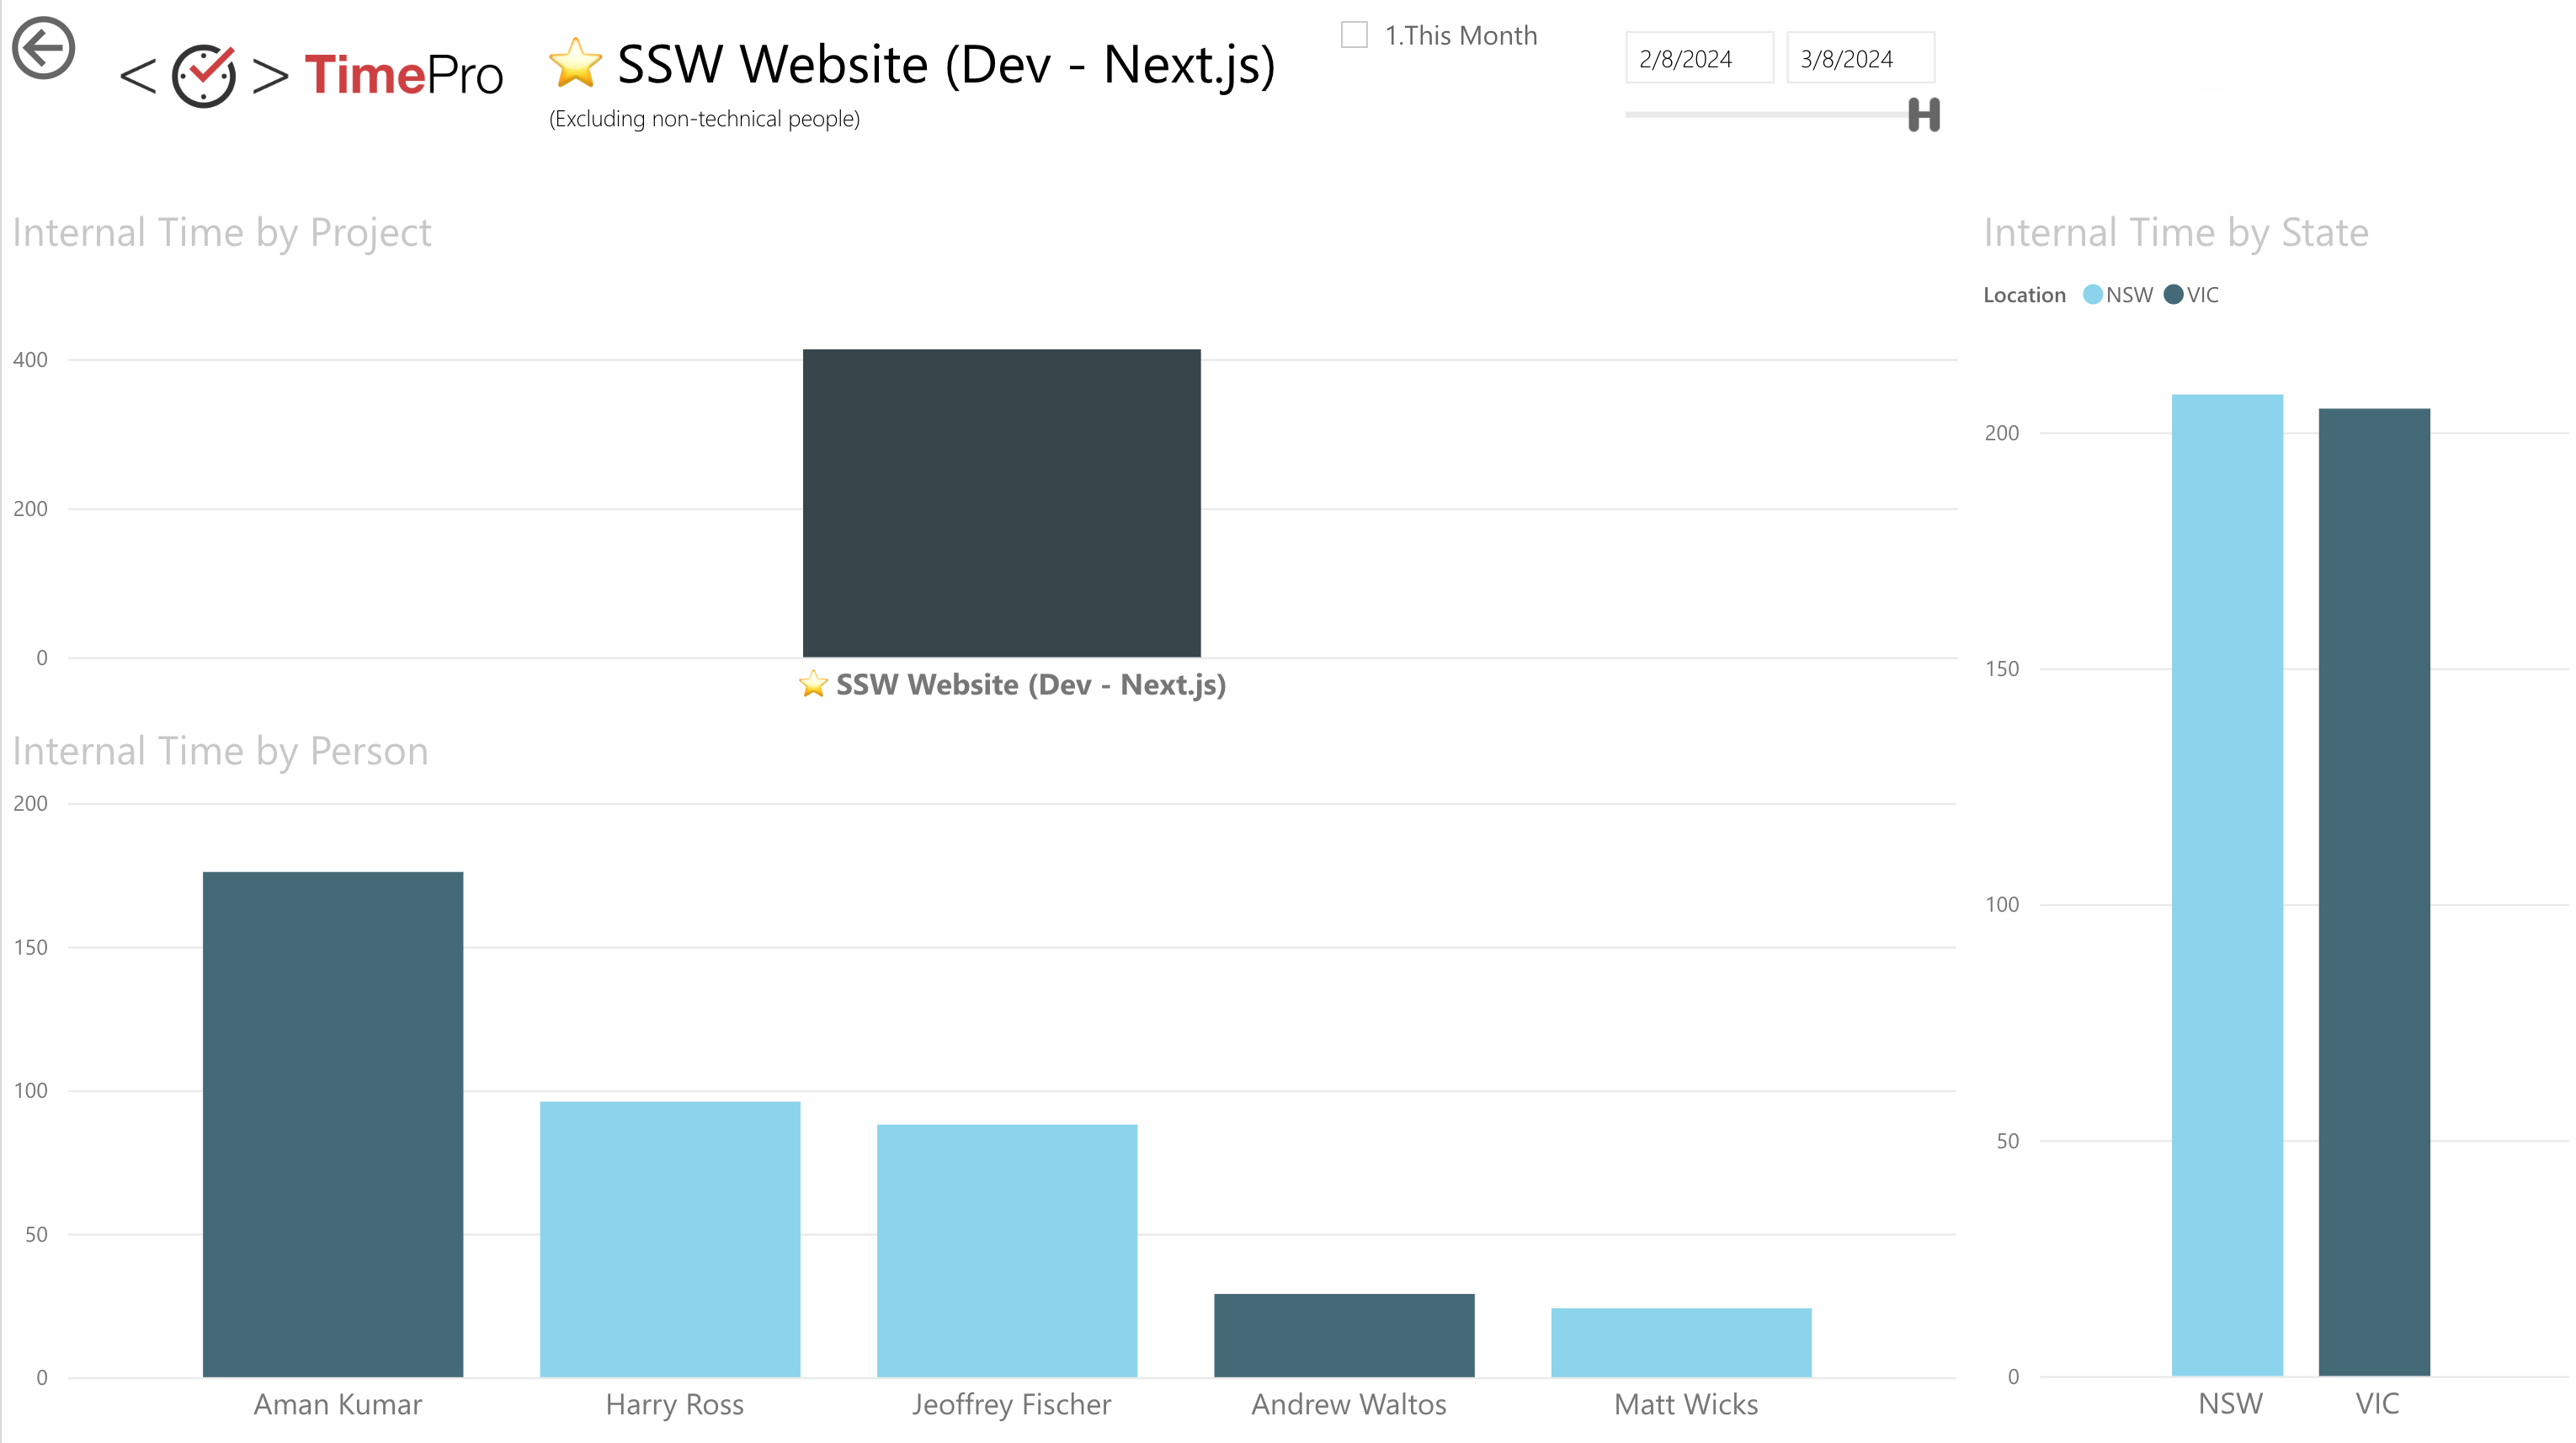 < > TimePro
⭐ SSW Website (Dev - Next.js)
(Excluding non-technical people)
1.This Month
2/8/2024 3/8/2024
Internal Time by Project
400
200
0
⭐ SSW Website (Dev - Next.js)
Internal Time by Person
200
150
100
50
0
Aman Kumar Harry Ross Jeoffrey Fischer Andrew Waltos Matt Wicks
Internal Time by State
Location NSW VIC
200
150
100
50
0
NSW VIC